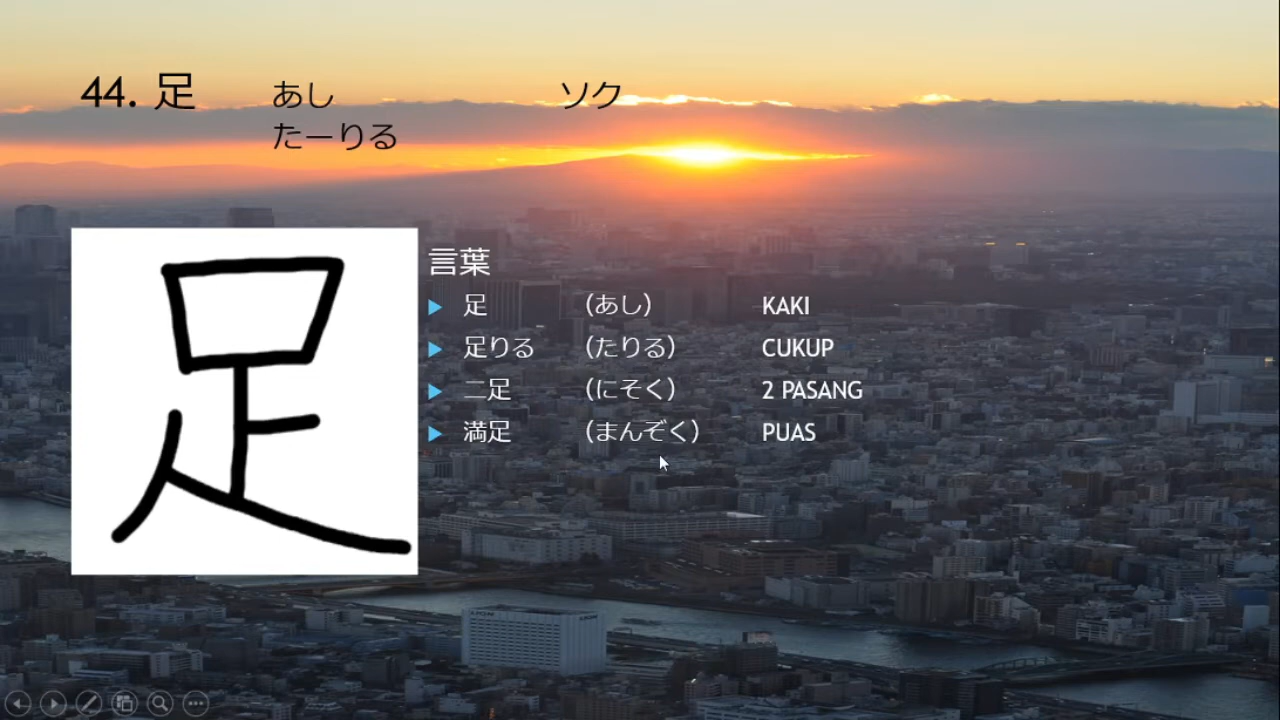 44. 足 あし ソク
たーりる
足
言葉
足 (あし) KAKI
足りる (たりる) CUKUP
二足 (にそく) 2 PASANG
満足 (まんぞく) PUAS